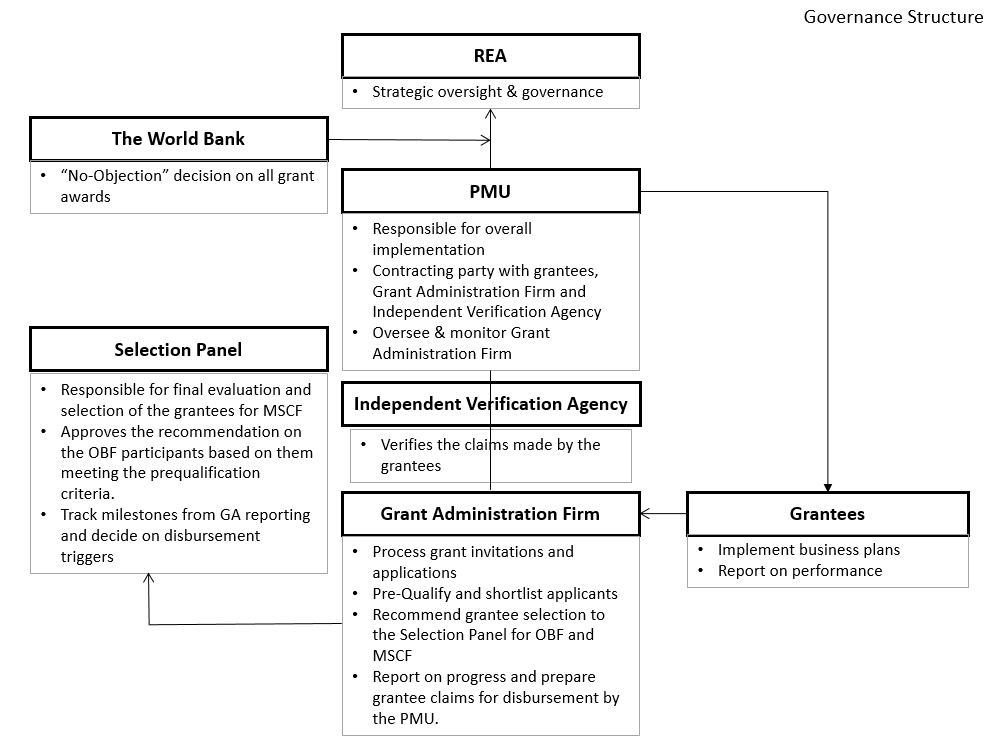 Governance Structure
REA
• Strategic oversight & governance
The World Bank
• “No-Objection” decision on all grant
awards
PMU
• Responsible for overall
implementation
• Contracting party with grantees,
Grant Administration Firm and
Independent Verification Agency
• Oversee & monitor Grant
Administration Firm
Selection Panel
• Responsible for final evaluation and
selection of the grantees for MSCF
• Approves the recommendation on
the OBF participants based on them
meeting the prequalification
criteria.
• Track milestones from GA reporting
and decide on disbursement
triggers
Independent Verification Agency
• Verifies the claims made by the
grantees
Grant Administration Firm
• Process grant invitations and
applications
• Pre-Qualify and shortlist applicants
• Recommend grantee selection to
the Selection Panel for OBF and
MSCF
• Report on progress and prepare
grantee claims for disbursement by
the PMU.
Grantees
• Implement business plans
• Report on performance